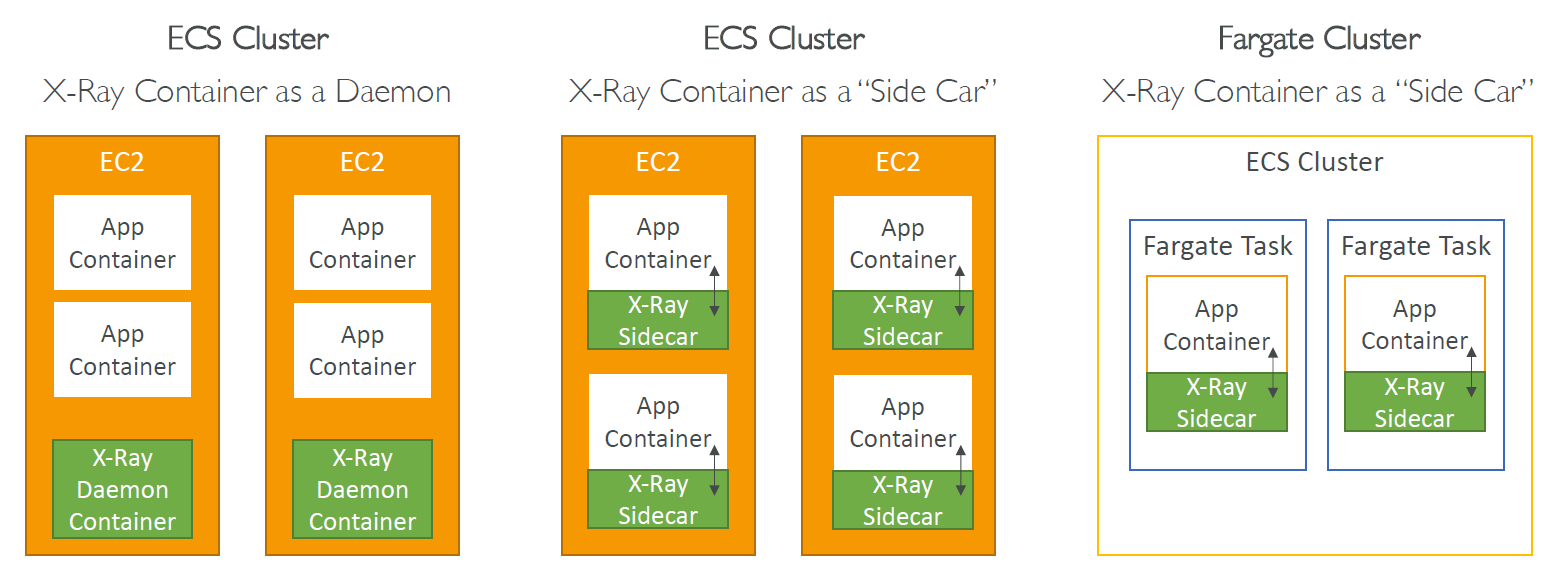 ECS Cluster
X-Ray Container as a Daemon
EC2
App
Container
App
Container
X-Ray
Daemon
Container
EC2
App
Container
App
Container
X-Ray
Daemon
Container
ECS Cluster
X-Ray Container as a “Side Car”
EC2
App
Container
X-Ray
Sidecar
App
Container
X-Ray
Sidecar
EC2
App
Container
X-Ray
Sidecar
App
Container
X-Ray
Sidecar
Fargate Cluster
X-Ray Container as a “Side Car”
ECS Cluster
Fargate Task
App
Container
X-Ray
Sidecar
Fargate Task
App
Container
X-Ray
Sidecar